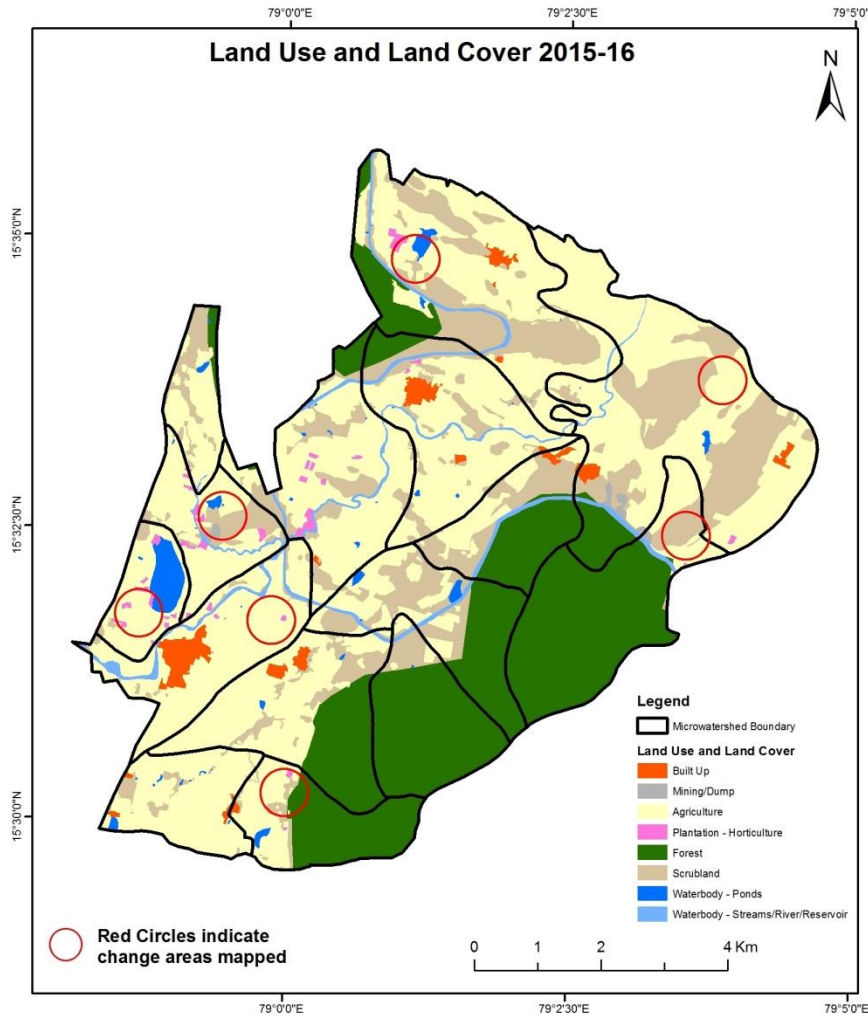 79°0'0"E
79°2'30"E
79°5'0"E
Land Use and Land Cover 2015-16
N
15°35'0"N
15°32'30"N
15°30'0"N
Legend
Microwatershed Boundary
Land Use and Land Cover
Built Up
Mining/Dump
Agriculture
Plantation - Horticulture
Forest
Scrubland
Waterbody - Ponds
Waterbody - Streams/River/Reservoir
Red Circles indicate
change areas mapped
0 1 2 4 Km
79°0'0"E
79°2'30"E
79°5'0"E